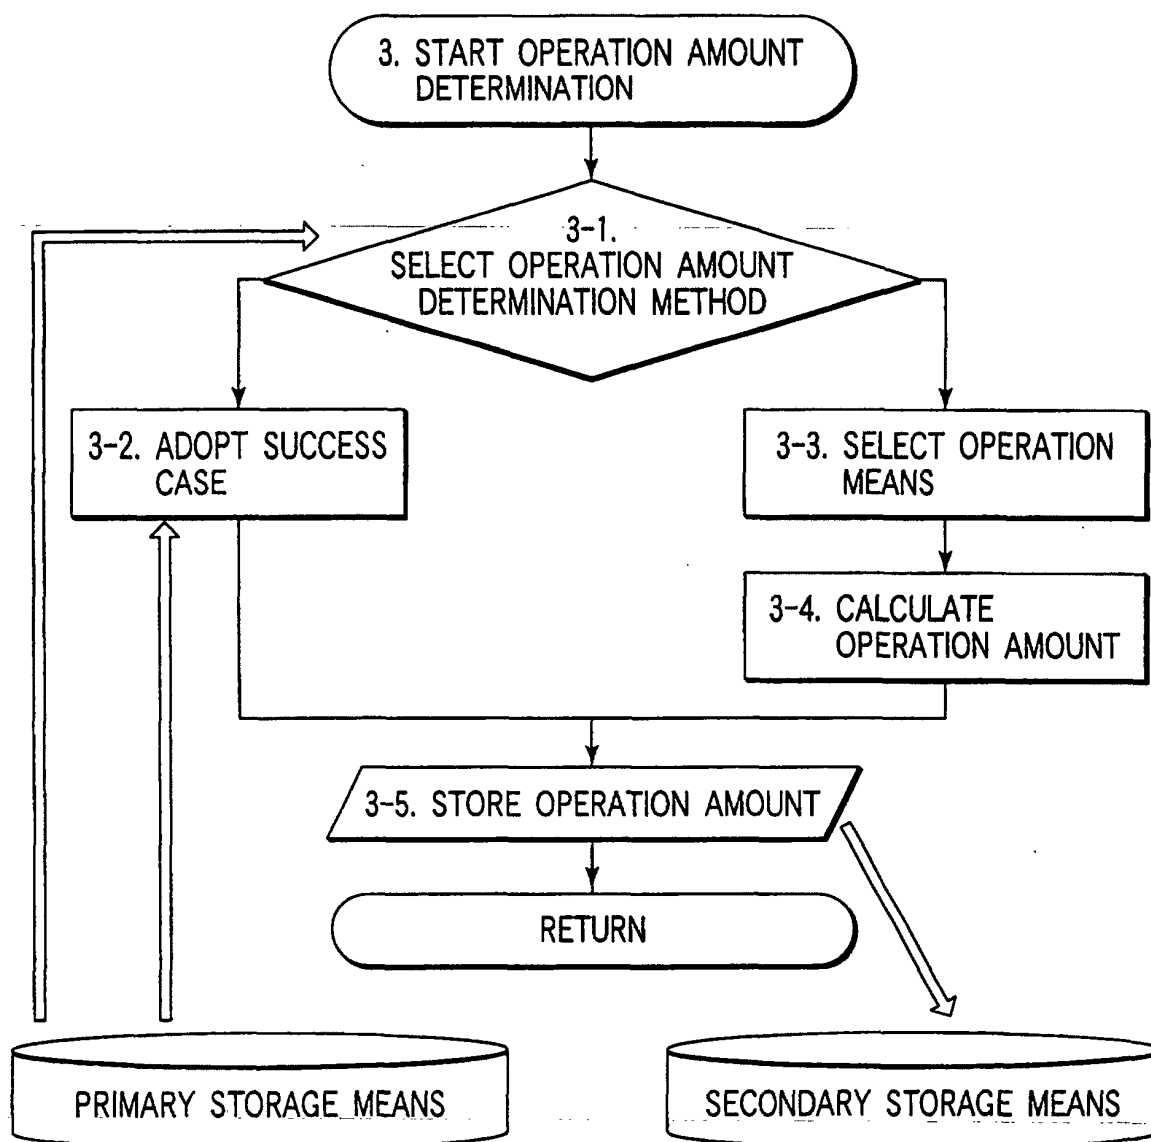 3. START OPERATION AMOUNT
DETERMINATION
3-1.
SELECT OPERATION AMOUNT
DETERMINATION METHOD
3-2. ADOPT SUCCESS
CASE
3-3. SELECT OPERATION
MEANS
3-4. CALCULATE
OPERATION AMOUNT
3-5. STORE OPERATION AMOUNT
RETURN
PRIMARY STORAGE MEANS
SECONDARY STORAGE MEANS